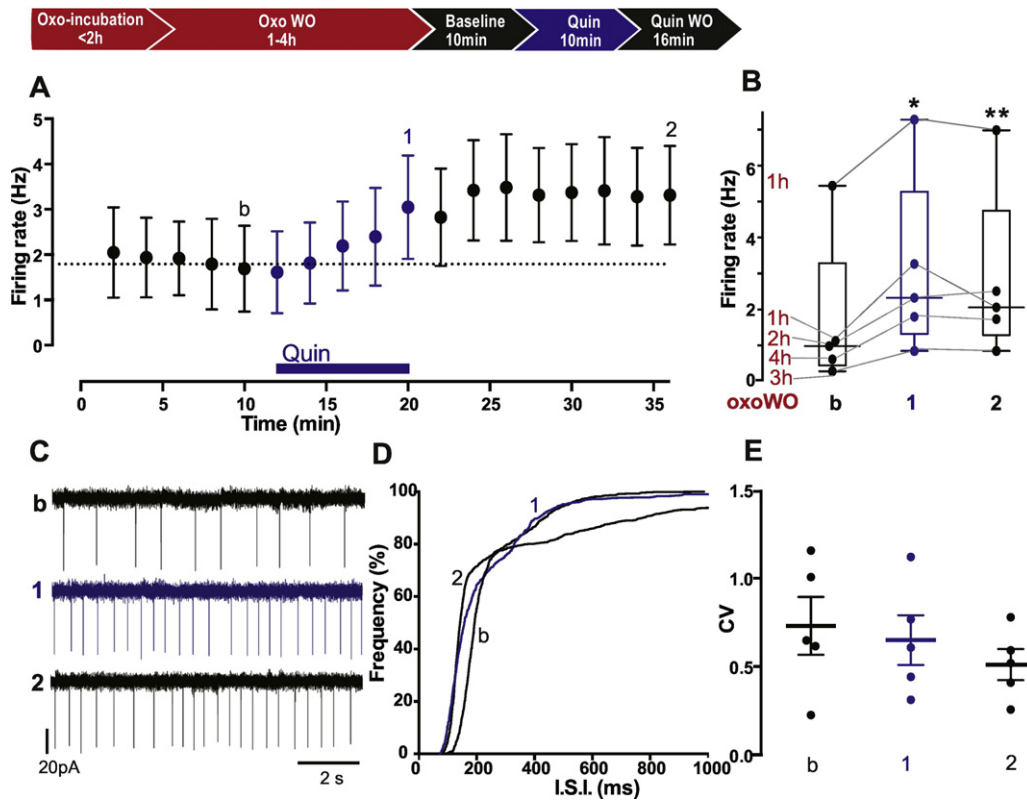 Oxo-incubation
<2h
Oxo WO
1-4h
Baseline
10min
Quin
10min
Quin WO
16min
A
Firing rate (Hz)
5
4
3
2
1
0
b
1
2
Quin
0
5
10
15
20
25
30
35
Time (min)
B
Firing rate (Hz)
6
4
2
0
*
**
1h
1h
2h
4h
3h
oxoWO
b
1
2
C
b
1
2
20pA
2 s
D
Frequency (%)
100
80
60
40
20
0
1
2
b
0
200
400
600
800
1000
I.S.I. (ms)
E
CV
1.5
1.0
0.5
0.0
b
1
2